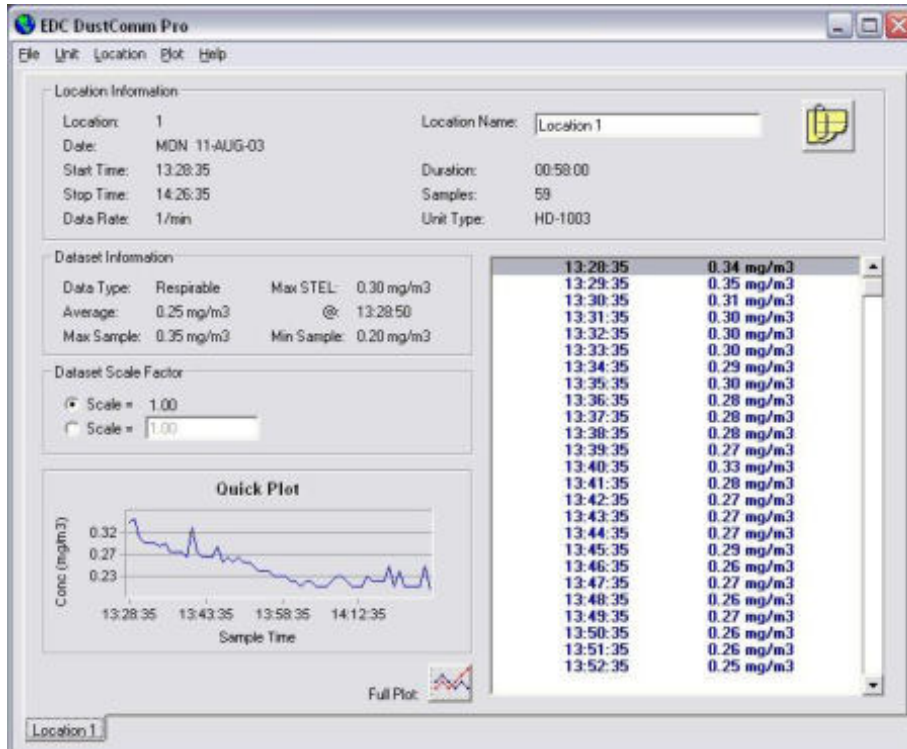 EDC DustComm Pro
File Unit Location Plot Help
Location Information
Location: 1
Location Name: Location 1
Date: MON 11-AUG-03
Start Time: 13:28:35
Duration: 00:58:00
Stop Time: 14:26:35
Samples: 59
Data Rate: 1/min
Unit Type: HD-1003
Dataset Information
Data Type: Respirable Max STEL: 0.30 mg/m3
Average: 0.25 mg/m3 @: 13:28:50
Max Sample: 0.35 mg/m3 Min Sample: 0.20 mg/m3
Dataset Scale Factor
Scale = 1.00
Scale = 1.00
Quick Plot
Conc (mg/m3)
0.32
0.27
0.23
13:28:35 13:43:35 13:58:35 14:12:35
Sample Time
Full Plot:
13:28:35 0.34 mg/m3
13:29:35 0.35 mg/m3
13:30:35 0.31 mg/m3
13:31:35 0.30 mg/m3
13:32:35 0.30 mg/m3
13:33:35 0.30 mg/m3
13:34:35 0.29 mg/m3
13:35:35 0.30 mg/m3
13:36:35 0.28 mg/m3
13:37:35 0.28 mg/m3
13:38:35 0.28 mg/m3
13:39:35 0.27 mg/m3
13:40:35 0.33 mg/m3
13:41:35 0.28 mg/m3
13:42:35 0.27 mg/m3
13:43:35 0.27 mg/m3
13:44:35 0.27 mg/m3
13:45:35 0.29 mg/m3
13:46:35 0.26 mg/m3
13:47:35 0.27 mg/m3
13:48:35 0.26 mg/m3
13:49:35 0.27 mg/m3
13:50:35 0.26 mg/m3
13:51:35 0.26 mg/m3
13:52:35 0.25 mg/m3
Location 1